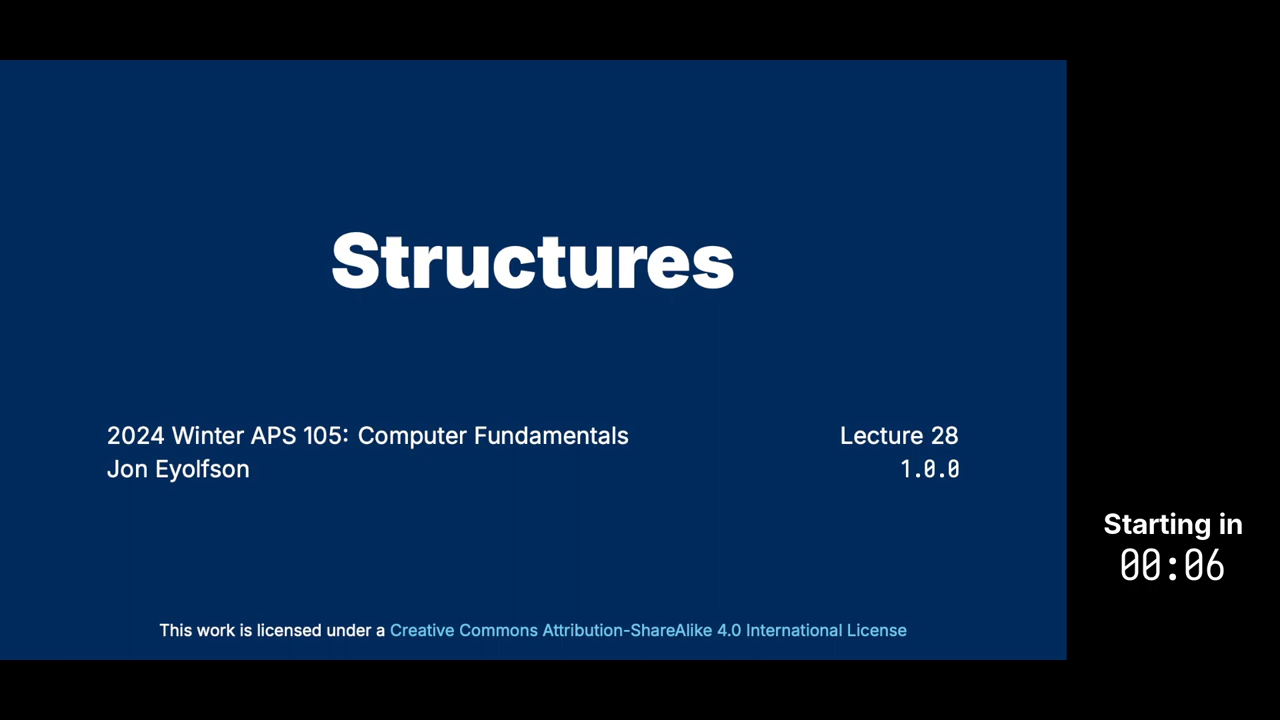 Structures
2024 Winter APS 105: Computer Fundamentals
Lecture 28
Jon Eyolfson
1.0.0
Starting in
00:06
This work is licensed under a Creative Commons Attribution-ShareAlike 4.0 International License